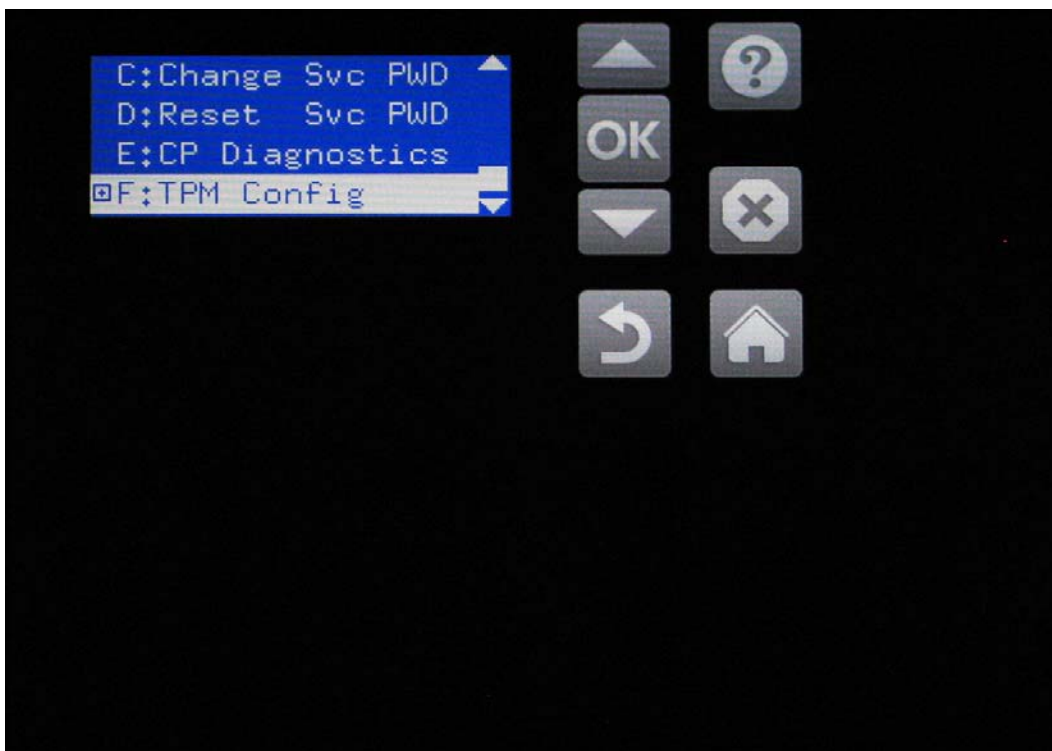 C:Change Svc PWD
D:Reset Svc PWD
E:CP Diagnostics
F:TPM Config
OK
?